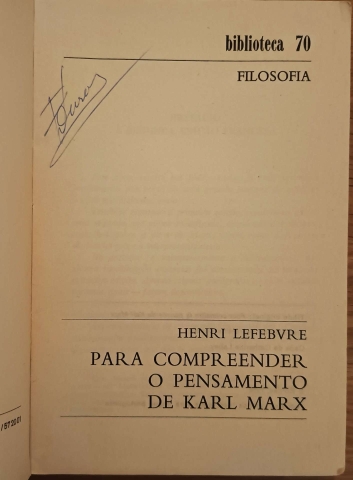 biblioteca 70
FILOSOFIA
HENRI LEFEBVRE
PARA COMPREENDER
O PENSAMENTO
DE KARL MARX